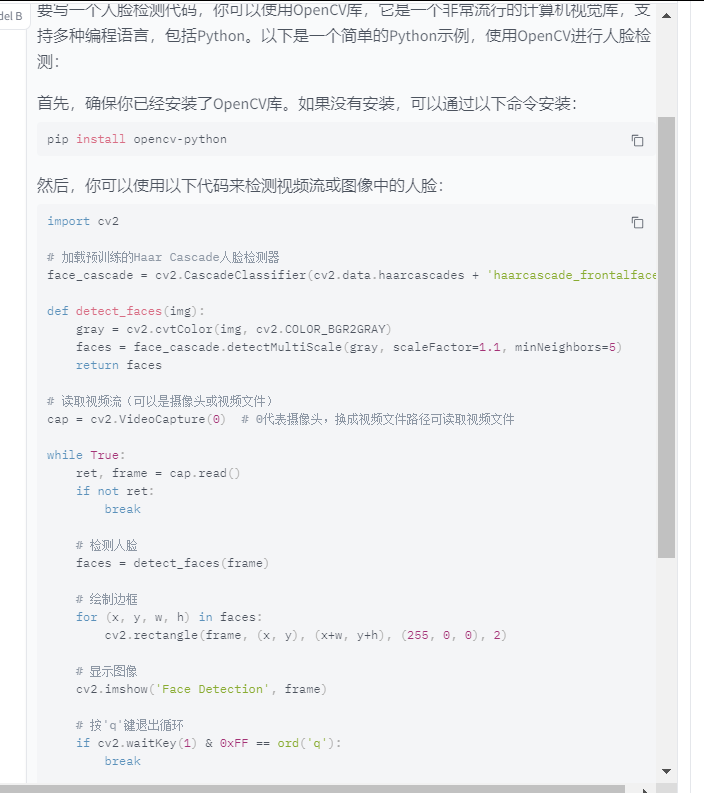 del B
要写一个人脸检测代码，你可以使用OpenCV库，它是一个非常流行的计算机视觉库，支
持多种编程语言，包括Python。以下是一个简单的Python示例，使用OpenCV进行人脸检
测：
首先，确保你已经安装了OpenCV库。如果没有安装，可以通过以下命令安装：
pip install opencv-python
然后，你可以使用以下代码来检测视频流或图像中的人脸：
import cv2
# 加载预训练的Haar Cascade人脸检测器
face_cascade = cv2.CascadeClassifier(cv2.data.haarcascades + 'haarcascade_frontalface
def detect_faces(img):
    gray = cv2.cvtColor(img, cv2.COLOR_BGR2GRAY)
    faces = face_cascade.detectMultiScale(gray, scaleFactor=1.1, minNeighbors=5)
    return faces
# 读取视频流（可以是摄像头或视频文件）
cap = cv2.VideoCapture(0)  # 0代表摄像头，换成视频文件路径可读取视频文件
while True:
    ret, frame = cap.read()
    if not ret:
        break
    # 检测人脸
    faces = detect_faces(frame)
    # 绘制边框
    for (x, y, w, h) in faces:
        cv2.rectangle(frame, (x, y), (x+w, y+h), (255, 0, 0), 2)
    # 显示图像
    cv2.imshow('Face Detection', frame)
    # 按'q'键退出循环
    if cv2.waitKey(1) & 0xFF == ord('q'):
        break